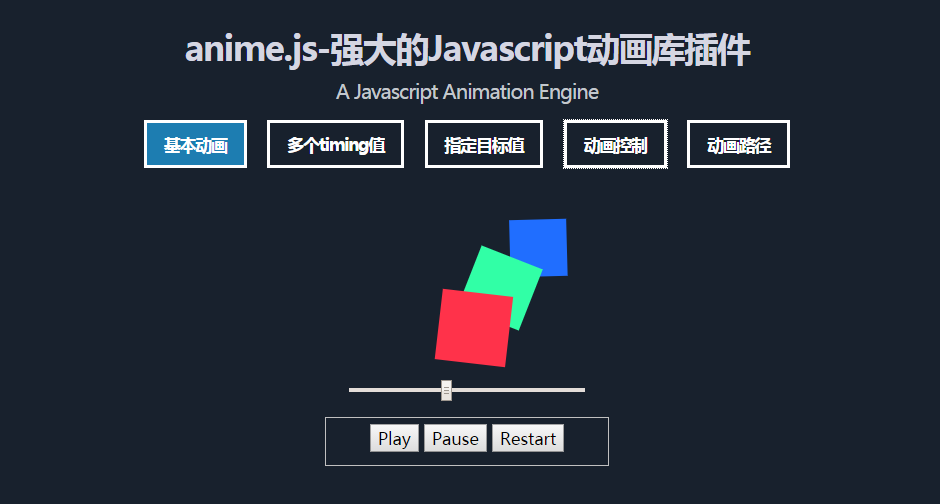 anime.js-强大的Javascript动画库插件
A Javascript Animation Engine
基本动画 多个timing值 指定目标值 动画控制 动画路径
Play Pause Restart